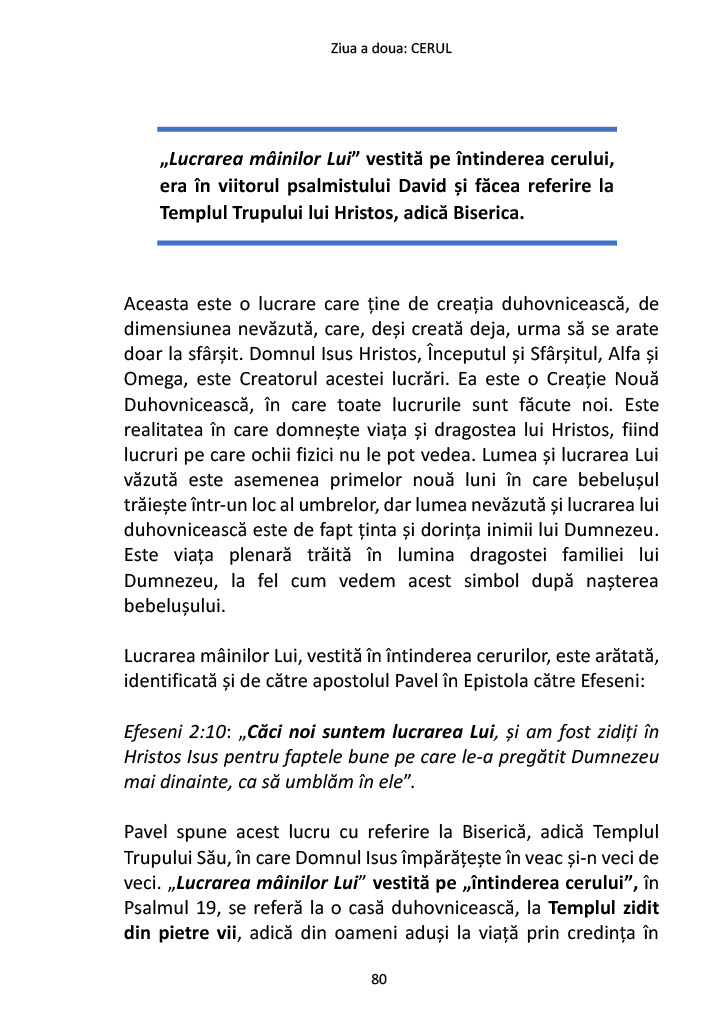 Ziua a doua: CERUL
„Lucrarea mâinilor Lui” vestită pe întinderea cerului,
era în viitorul psalmistului David și făcea referire la
Templul Trupului lui Hristos, adică Biserica.
Aceasta este o lucrare care ține de creația duhovnicească, de
dimensiunea nevăzută, care, deși creată deja, urma să se arate
doar la sfârșit. Domnul Isus Hristos, Începutul și Sfârșitul, Alfa și
Omega, este Creatorul acestei lucrări. Ea este o Creație Nouă
Duhovnicească, în care toate lucrurile sunt făcute noi. Este
realitatea în care domnește viața și dragostea lui Hristos, fiind
lucruri pe care ochii fizici nu le pot vedea. Lumea și lucrarea Lui
văzută este asemenea primelor nouă luni în care bebelușul
trăiește într-un loc al umbrelor, dar lumea nevăzută și lucrarea lui
duhovnicească este de fapt ținta și dorința inimii lui Dumnezeu.
Este viața plenară trăită în lumina dragostei familiei lui
Dumnezeu, la fel cum vedem acest simbol după nașterea
bebelușului.
Lucrarea mâinilor Lui, vestită în întinderea cerurilor, este arătată,
identificată și de către apostolul Pavel în Epistola către Efeseni:
Efeseni 2:10: „Căci noi suntem lucrarea Lui, și am fost zidiți în
Hristos Isus pentru faptele bune pe care le-a pregătit Dumnezeu
mai dinainte, ca să umblăm în ele”.
Pavel spune acest lucru cu referire la Biserică, adică Templul
Trupului Său, în care Domnul Isus împărățește în veac și-n veci de
veci. „Lucrarea mâinilor Lui” vestită pe „întinderea cerului”, în
Psalmul 19, se referă la o casă duhovnicească, la Templul zidit
din pietre vii, adică din oameni aduși la viață prin credința în
80